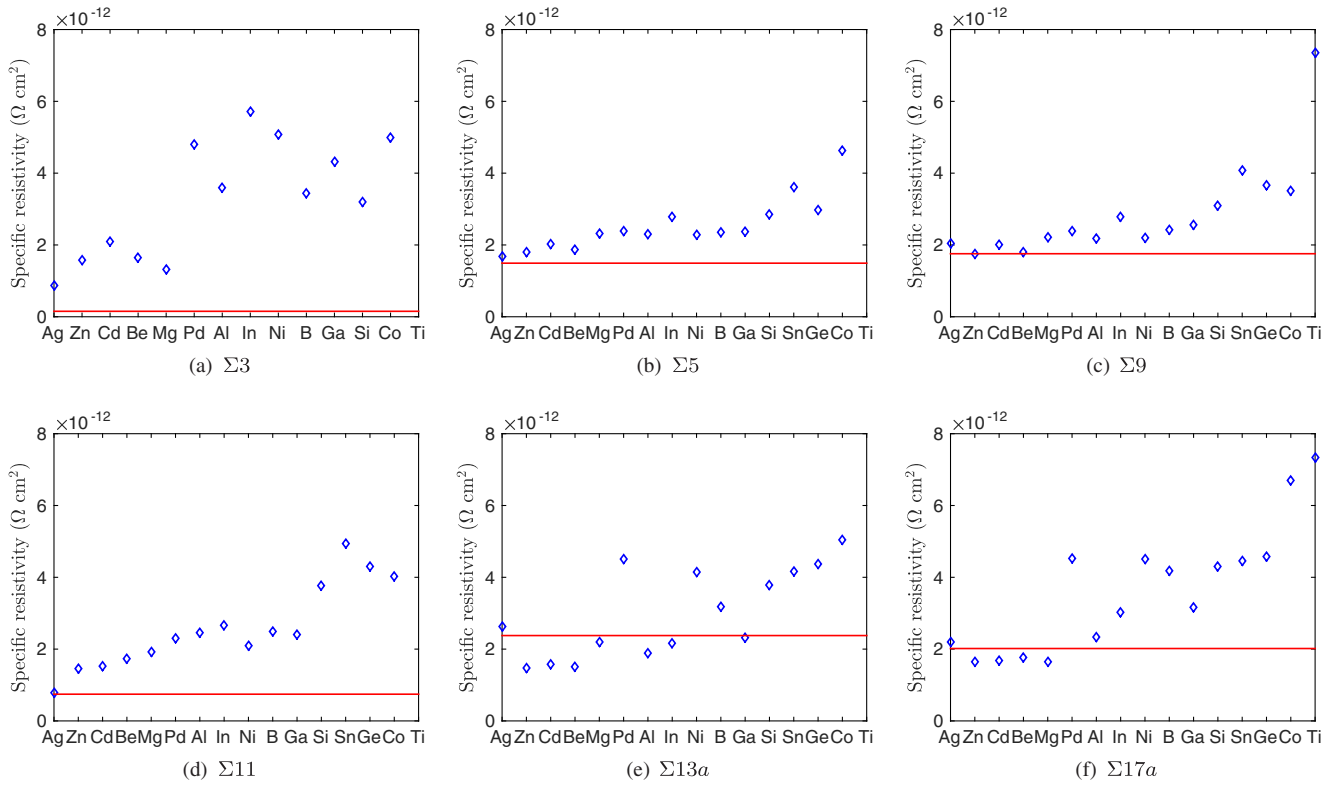 ×10⁻¹²
Specific resistivity (Ω cm²)
8
6
4
2
0
Ag Zn Cd Be Mg Pd Al In Ni B Ga Si Co Ti
(a) Σ3
×10⁻¹²
Specific resistivity (Ω cm²)
8
6
4
2
0
Ag Zn Cd Be Mg Pd Al In Ni B Ga Si Sn Ge Co Ti
(b) Σ5
×10⁻¹²
Specific resistivity (Ω cm²)
8
6
4
2
0
Ag Zn Cd Be Mg Pd Al In Ni B Ga Si Sn Ge Co Ti
(c) Σ9
×10⁻¹²
Specific resistivity (Ω cm²)
8
6
4
2
0
Ag Zn Cd Be Mg Pd Al In Ni B Ga Si Sn Ge Co Ti
(d) Σ11
×10⁻¹²
Specific resistivity (Ω cm²)
8
6
4
2
0
Ag Zn Cd Be Mg Pd Al In Ni B Ga Si Sn Ge Co Ti
(e) Σ13a
×10⁻¹²
Specific resistivity (Ω cm²)
8
6
4
2
0
Ag Zn Cd Be Mg Pd Al In Ni B Ga Si Sn Ge Co Ti
(f) Σ17a